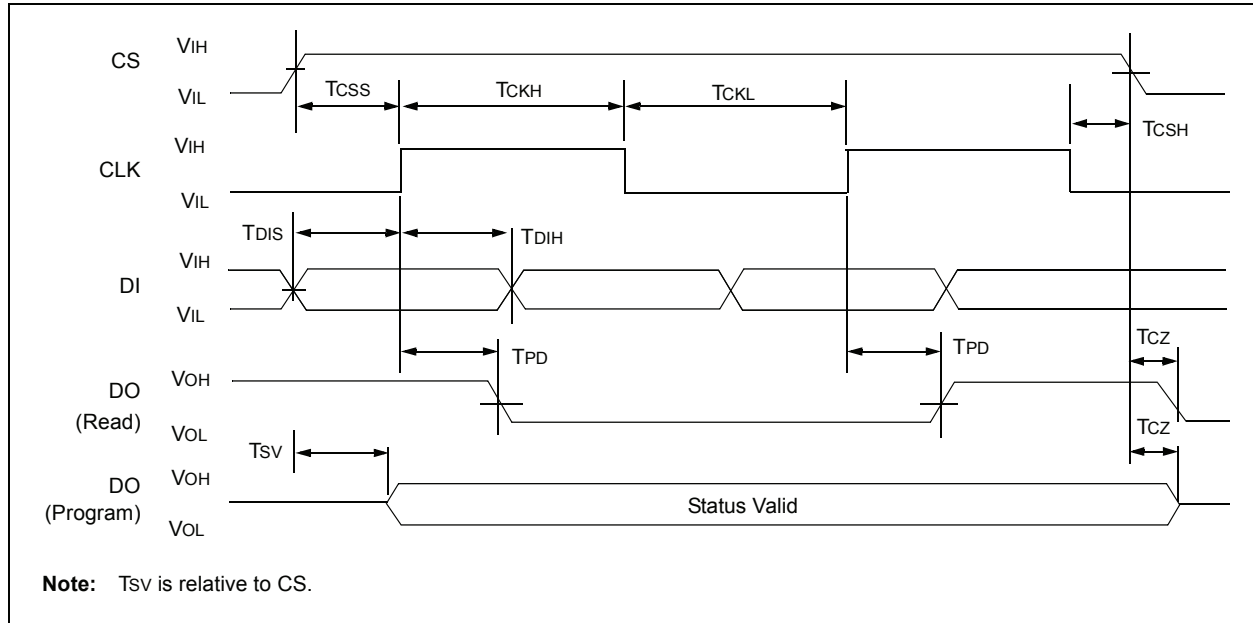 CS
VIH
VIL
TCSS
TCKH
TCKL
TCSH
CLK
VIH
VIL
TDIS
TDIH
DI
VIH
VIL
TPD
TPD
TCZ
DO
(Read)
VOH
VOL
TCZ
TSV
DO
(Program)
VOH
VOL
Status Valid
Note: TSV is relative to CS.